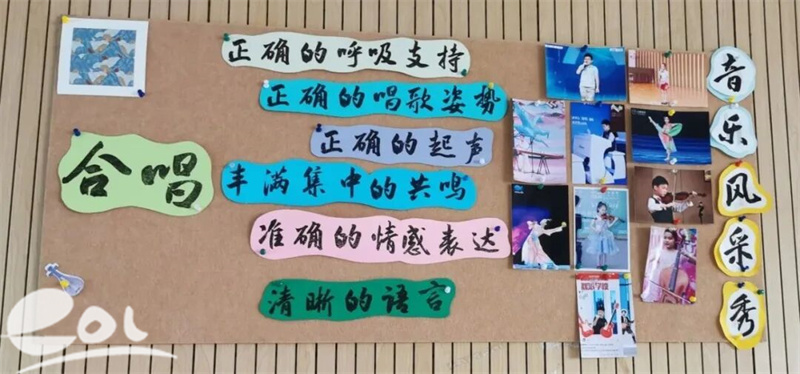 合唱
正确的呼吸支持
正确的唱歌姿势
正确的起声
丰满集中的共鸣
准确的情感表达
清晰的语言
音乐风采秀
eol